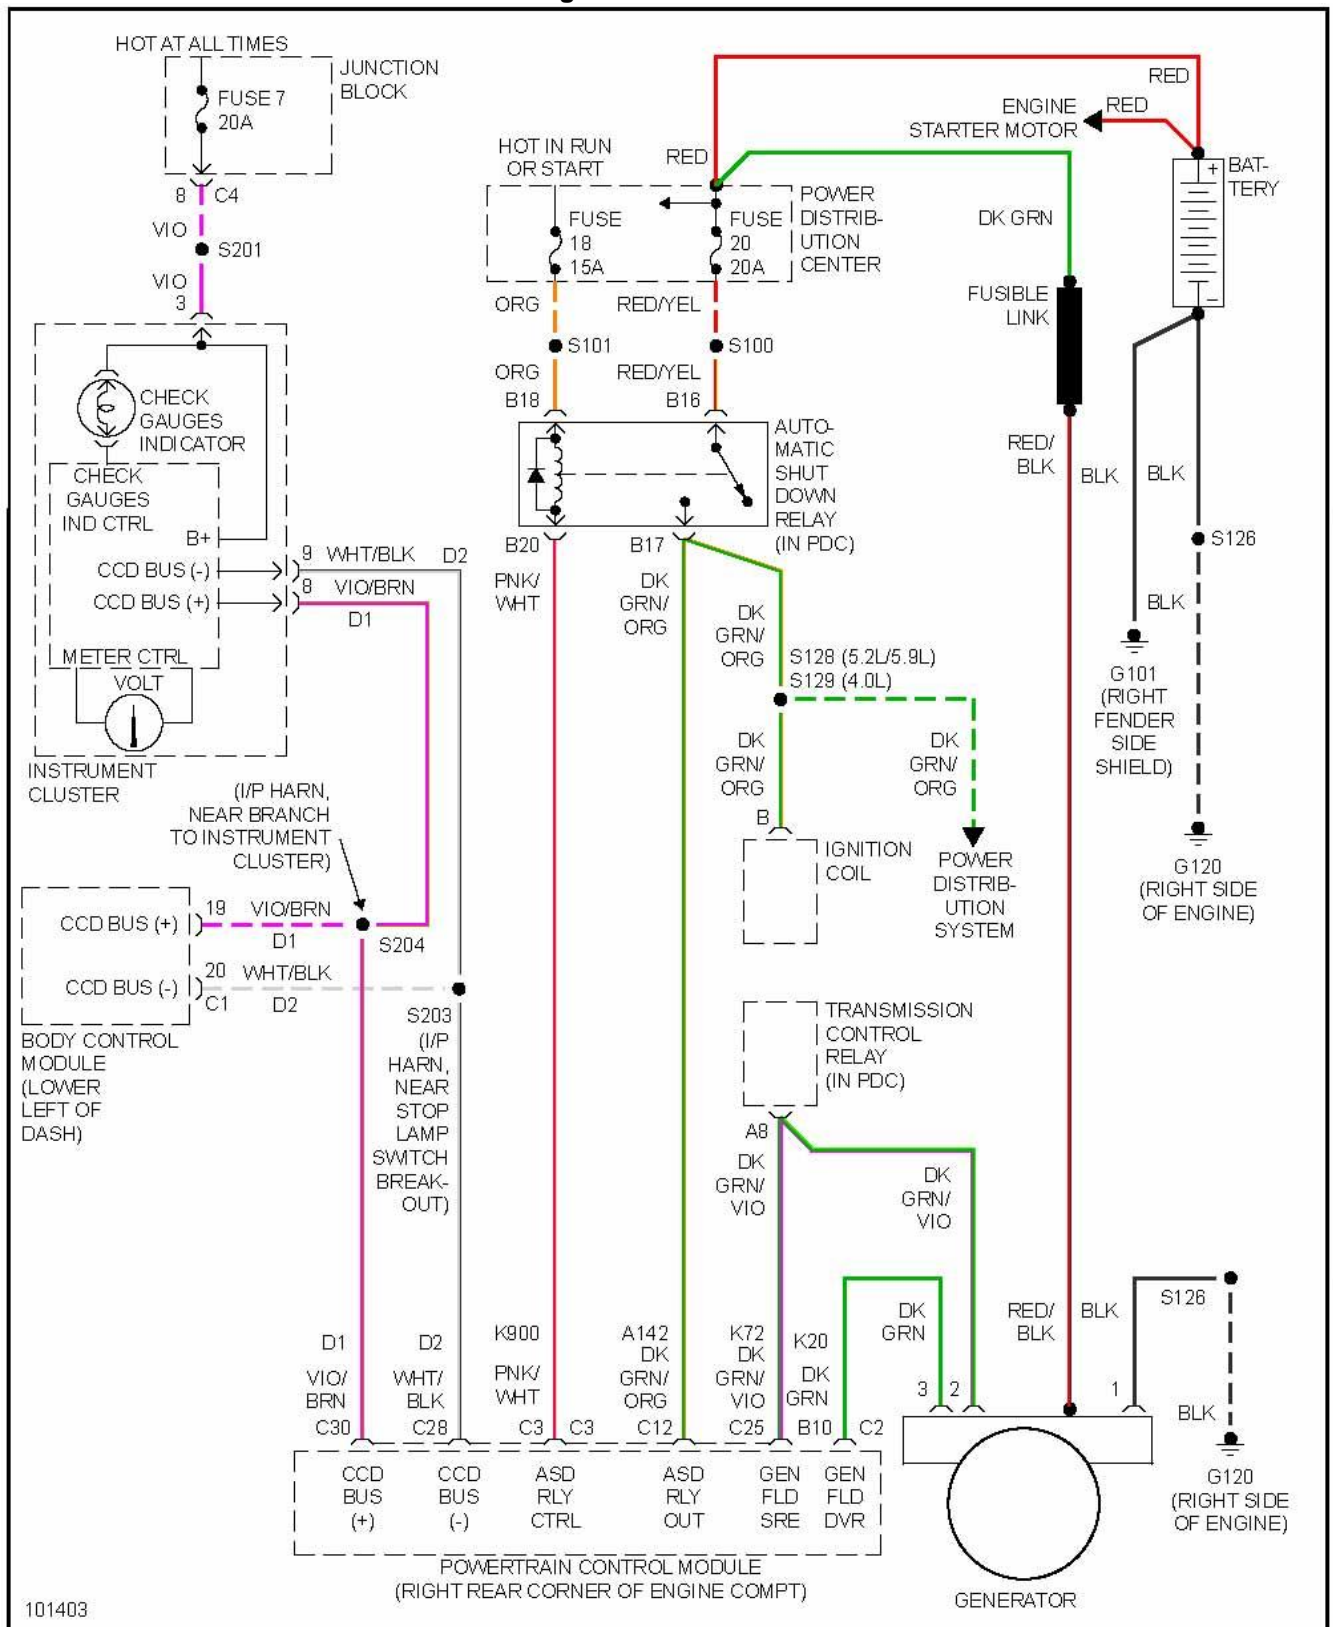 HOT AT ALL TIMES
JUNCTION
BLOCK
FUSE 7
20A
8 C4
VIO
S201
VIO
3
CHECK
GAUGES
INDICATOR
CHECK
GAUGES
IND CTRL
B+
CCD BUS (-)
CCD BUS (+)
METER CTRL
VOLT
INSTRUMENT
CLUSTER
9 WHT/BLK D2
8 VIO/BRN
D1
HOT IN RUN
OR START
FUSE
18
15A
RED
FUSE
20
20A
POWER
DISTRIB-
UTION
CENTER
ORG
RED/YEL
S101
S100
ORG
RED/YEL
B18
B16
AUTO-
MATIC
SHUT
DOWN
RELAY
(IN PDC)
B20
B17
PNK/
WHT
DK
GRN/
ORG
DK
GRN/
ORG
S128 (5.2L/5.9L)
S129 (4.0L)
DK
GRN/
ORG
DK
GRN/
ORG
B
IGNITION
COIL
POWER
DISTRIB-
UTION
SYSTEM
RED
ENGINE
STARTER MOTOR
RED
BAT-
TERY
+
−
DK GRN
FUSIBLE
LINK
RED/
BLK
BLK
BLK
S126
BLK
G101
(RIGHT
FENDER
SIDE
SHIELD)
G120
(RIGHT SIDE
OF ENGINE)
(I/P HARN,
NEAR BRANCH
TO INSTRUMENT
CLUSTER)
CCD BUS (+)
19 VIO/BRN
D1
S204
CCD BUS (-)
20 WHT/BLK
C1 D2
BODY CONTROL
MODULE
(LOWER
LEFT OF
DASH)
S203
(I/P
HARN,
NEAR
STOP
LAMP
SWITCH
BREAK-
OUT)
TRANSMISSION
CONTROL
RELAY
(IN PDC)
A8
DK
GRN/
VIO
DK
GRN/
VIO
D1
VIO/
BRN
C30
D2
WHT/
BLK
C28
K900
PNK/
WHT
C3 C3
A142
DK
GRN/
ORG
C12
K72
DK
GRN/
VIO
C25
K20
DK
GRN
B10 C2
DK
GRN
3 2
RED/
BLK
BLK
1
S126
BLK
G120
(RIGHT SIDE
OF ENGINE)
CCD
BUS
(+)
CCD
BUS
(-)
ASD
RLY
CTRL
ASD
RLY
OUT
GEN
FLD
SRE
GEN
FLD
DVR
POWERTRAIN CONTROL MODULE
(RIGHT REAR CORNER OF ENGINE COMPT)
GENERATOR
101403